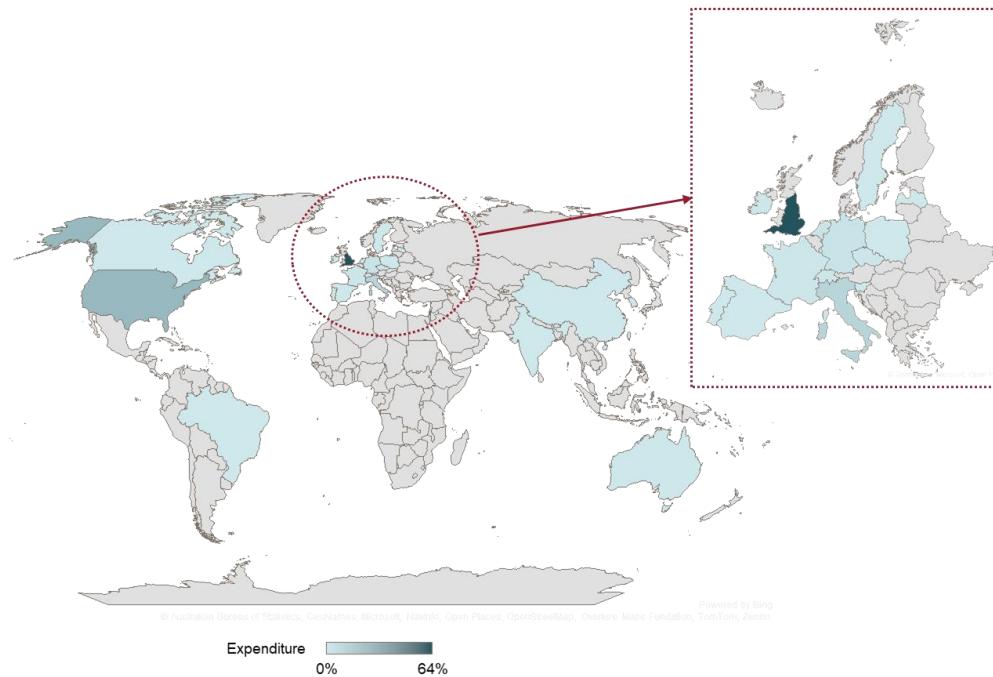 Powered by Bing
© Australian Bureau of Statistics, GeoNames, Microsoft, Navinfo, Open Places, OpenStreetMap, Overture Maps Fundation, TomTom, Zenrin
Expenditure
0%
64%